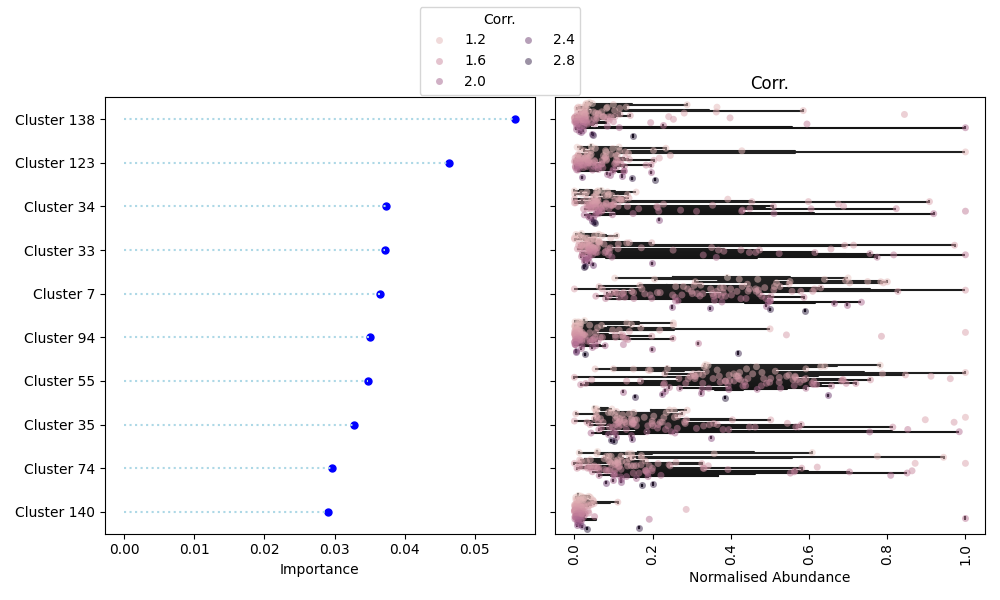 Corr.
1.2
2.4
1.6
2.8
2.0
Corr.
Cluster 138
Cluster 123
Cluster 34
Cluster 33
Cluster 7
Cluster 94
Cluster 55
Cluster 35
Cluster 74
Cluster 140
0.00
0.01
0.02
0.03
0.04
0.05
Importance
0.0
0.2
0.4
0.6
0.8
1.0
Normalised Abundance